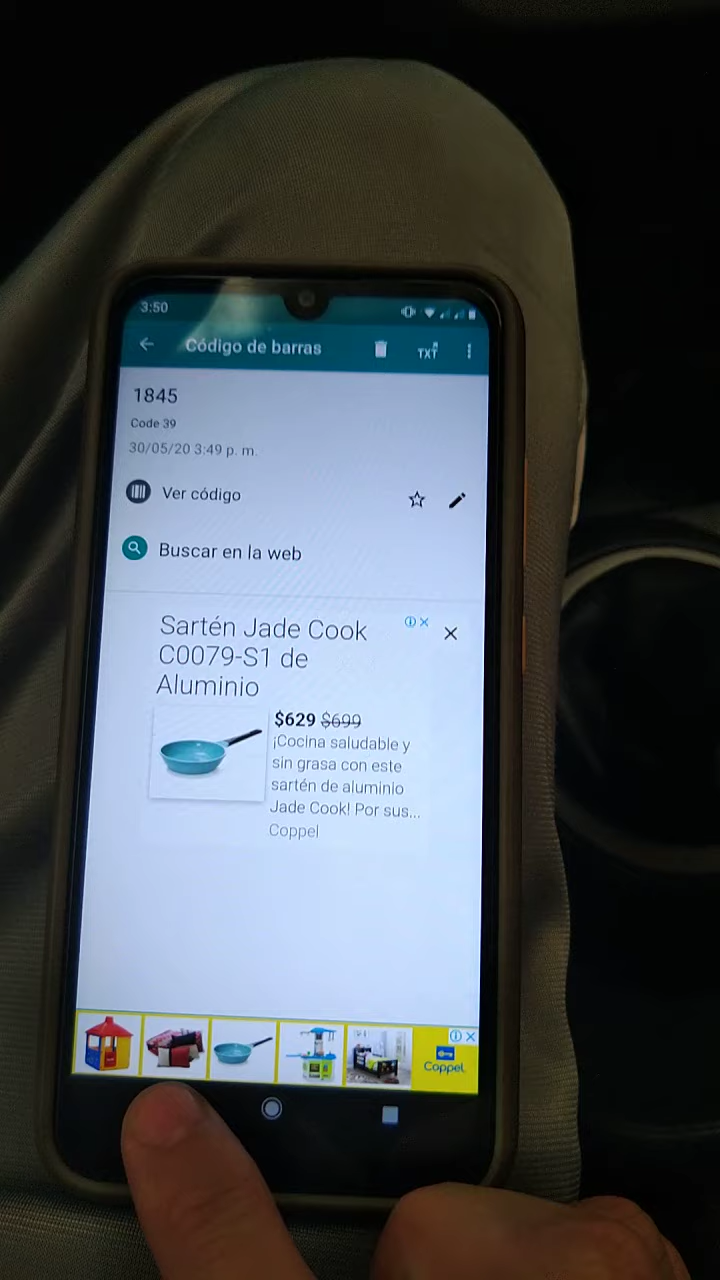 3:50
Código de barras
TXT
1845
Code 39
30/05/20 3:49 p. m.
Ver código
Buscar en la web
Sartén Jade Cook
C0079-S1 de
Aluminio
$629 $699
¡Cocina saludable y
sin grasa con este
sartén de aluminio
Jade Cook! Por sus...
Coppel
Coppel